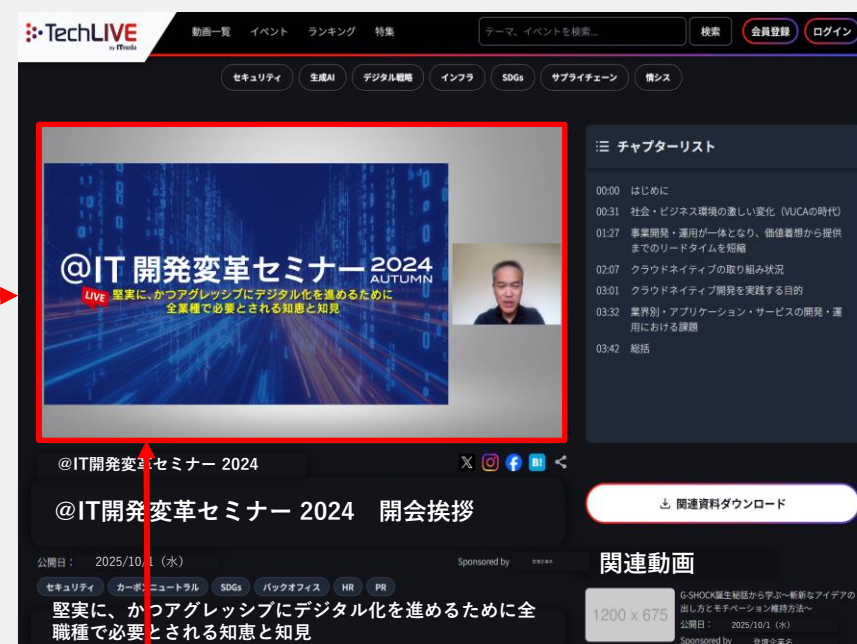 TechLIVE
by ITmedia
動画一覧 イベント ランキング 特集
テーマ、イベントを検索...
検索
会員登録
ログイン
セキュリティ 生成AI デジタル戦略 インフラ SDGs サプライチェーン 情シス
@IT 開発変革セミナー 2024
AUTUMN
LIVE 堅実に、かつアグレッシブにデジタル化を進めるために
全業種で必要とされる知恵と知見
チャプターリスト
00:00 はじめに
00:31 社会・ビジネス環境の激しい変化（VUCAの時代）
01:27 事業開発・運用が一体となり、価値着想から提供
までのリードタイムを短縮
02:07 クラウドネイティブの取り組み状況
03:01 クラウドネイティブ開発を実践する目的
03:32 業界別・アプリケーション・サービスの開発・運
用における課題
03:42 総括
@IT開発変革セミナー 2024
B!
@IT開発変革セミナー 2024 開会挨拶
公開日： 2025/10/1（水）
Sponsored by 登壇企業名
セキュリティ カーボンニュートラル SDGs バックオフィス HR PR
堅実に、かつアグレッシブにデジタル化を進めるために全
職種で必要とされる知恵と知見
関連資料ダウンロード
関連動画
1200 x 675
G-SHOCK誕生秘話から学ぶ～斬新なアイデアの
出し方とモチベーション維持方法～
公開日： 2025/10/1（水）
Sponsored by 登壇企業名